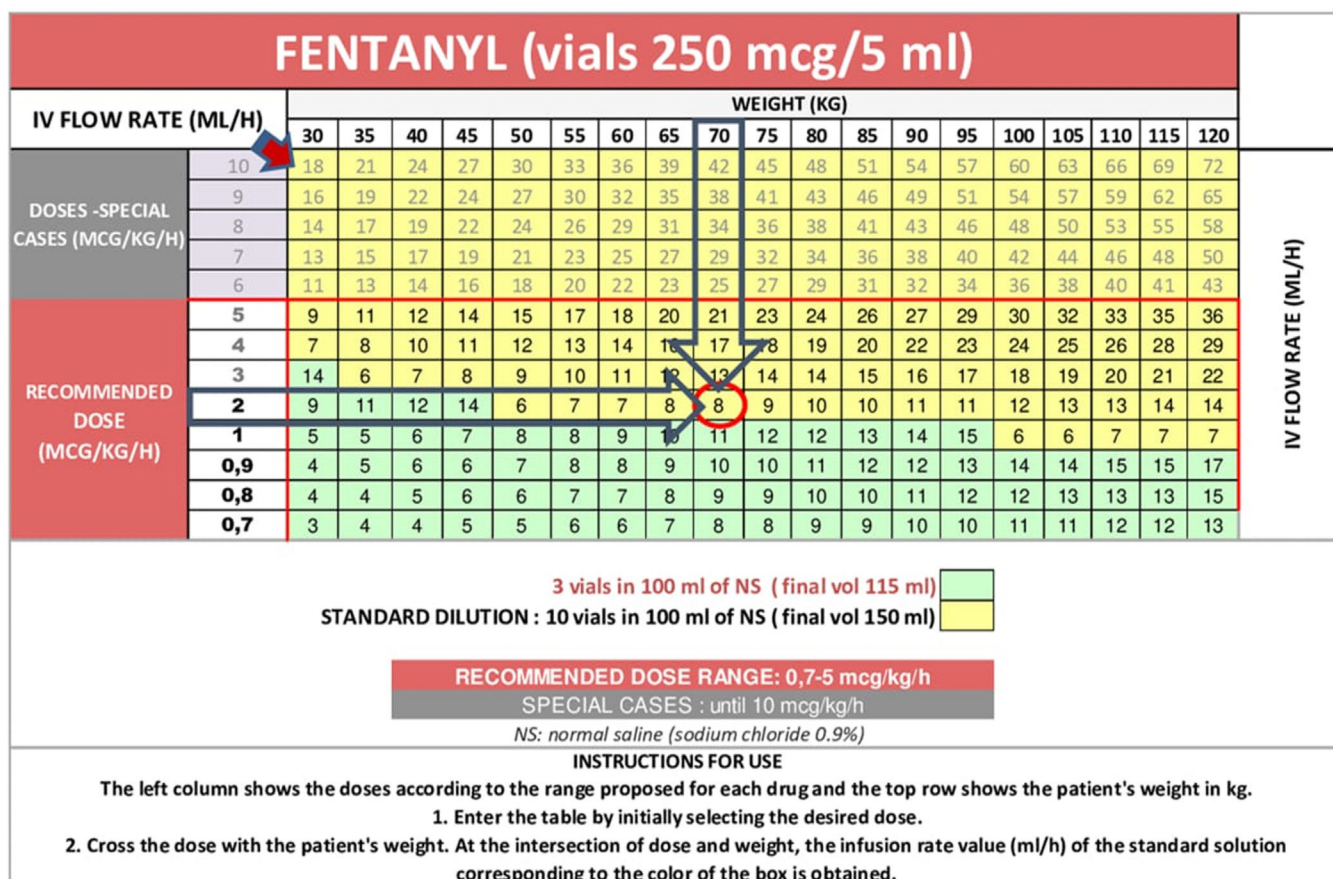 FENTANYL (vials 250 mcg/5 ml)
IV FLOW RATE (ML/H)
WEIGHT (KG)
30 35 40 45 50 55 60 65 70 75 80 85 90 95 100 105 110 115 120
DOSES -SPECIAL
CASES (MCG/KG/H)
10 18 21 24 27 30 33 36 39 42 45 48 51 54 57 60 63 66 69 72
9 16 19 22 24 27 30 32 35 38 41 43 46 49 51 54 57 59 62 65
8 14 17 19 22 24 26 29 31 34 36 38 41 43 46 48 50 53 55 58
7 13 15 17 19 21 23 25 27 29 32 34 36 38 40 42 44 46 48 50
6 11 13 14 16 18 20 22 23 25 27 29 31 32 34 36 38 40 41 43
RECOMMENDED
DOSE
(MCG/KG/H)
5 9 11 12 14 15 17 18 20 21 23 24 26 27 29 30 32 33 35 36
4 7 8 10 11 12 13 14 17 19 20 22 23 24 25 26 28 29
3 14 6 7 8 9 10 11 13 14 14 15 16 17 18 19 20 21 22
2 9 11 12 14 6 7 7 8 8 9 10 10 11 11 12 13 13 14 14
1 5 5 6 7 8 8 9 11 12 12 13 14 15 6 6 7 7 7
0,9 4 5 6 6 7 8 8 9 10 10 11 12 12 13 14 14 15 15 17
0,8 4 4 5 6 6 7 7 8 9 9 10 10 11 12 12 13 13 13 15
0,7 3 4 4 5 5 6 6 7 8 8 9 9 10 10 11 11 12 12 13
IV FLOW RATE (ML/H)
3 vials in 100 ml of NS ( final vol 115 ml)
STANDARD DILUTION : 10 vials in 100 ml of NS ( final vol 150 ml)
RECOMMENDED DOSE RANGE: 0,7-5 mcg/kg/h
SPECIAL CASES : until 10 mcg/kg/h
NS: normal saline (sodium chloride 0.9%)
INSTRUCTIONS FOR USE
The left column shows the doses according to the range proposed for each drug and the top row shows the patient's weight in kg.
1. Enter the table by initially selecting the desired dose.
2. Cross the dose with the patient's weight. At the intersection of dose and weight, the infusion rate value (ml/h) of the standard solution
corresponding to the color of the box is obtained.